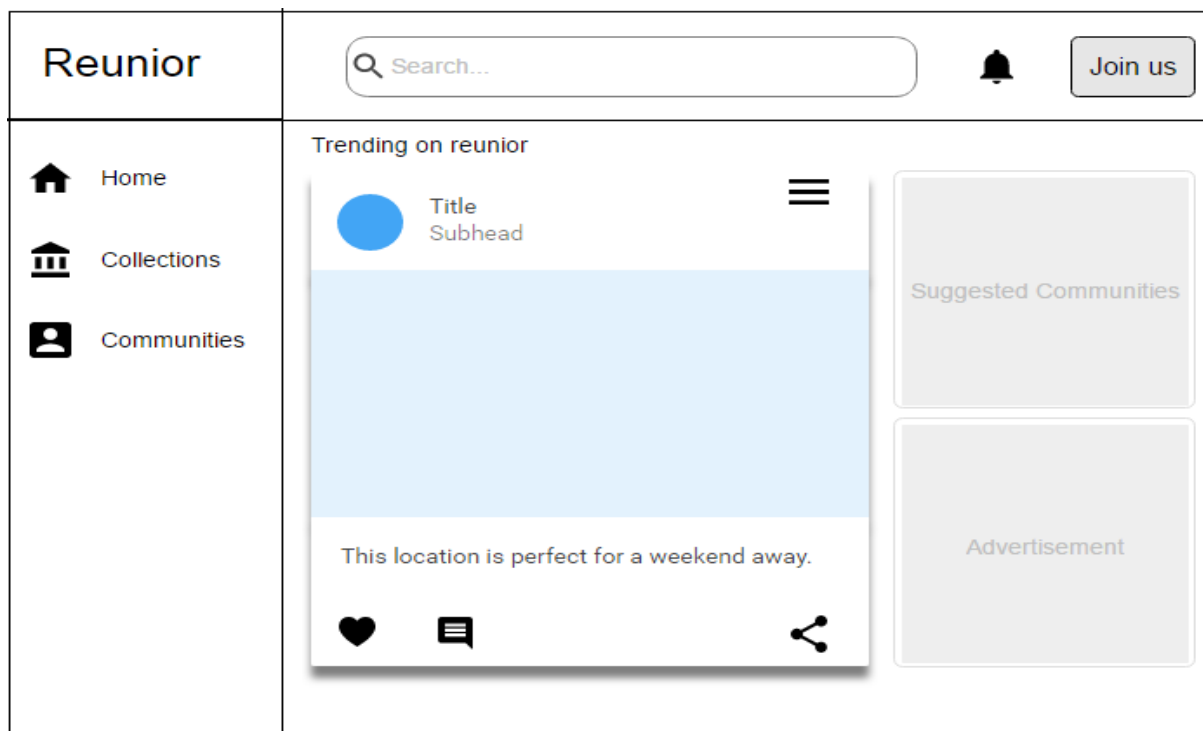 Reunior
Search...
Join us
Home
Collections
Communities
Trending on reunior
Title
Subhead
This location is perfect for a weekend away.
Suggested Communities
Advertisement